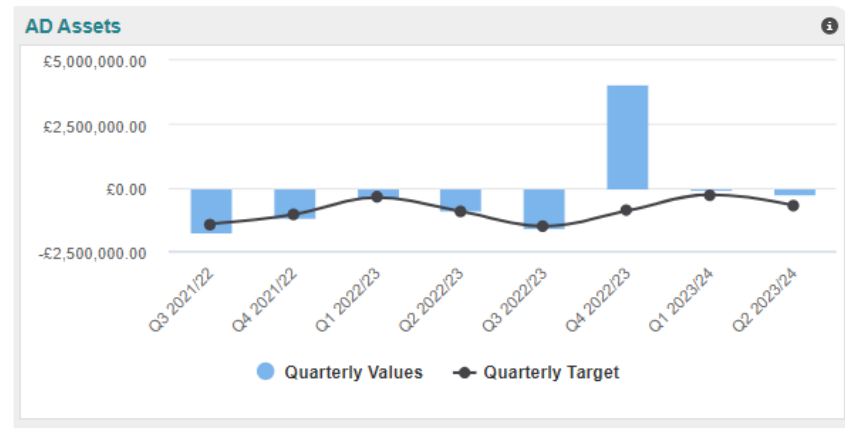 AD Assets
£5,000,000.00
£2,500,000.00
£0.00
-£2,500,000.00
Q3 2021/22
Q4 2021/22
Q1 2022/23
Q2 2022/23
Q3 2022/23
Q4 2022/23
Q1 2023/24
Q2 2023/24
Quarterly Values
Quarterly Target